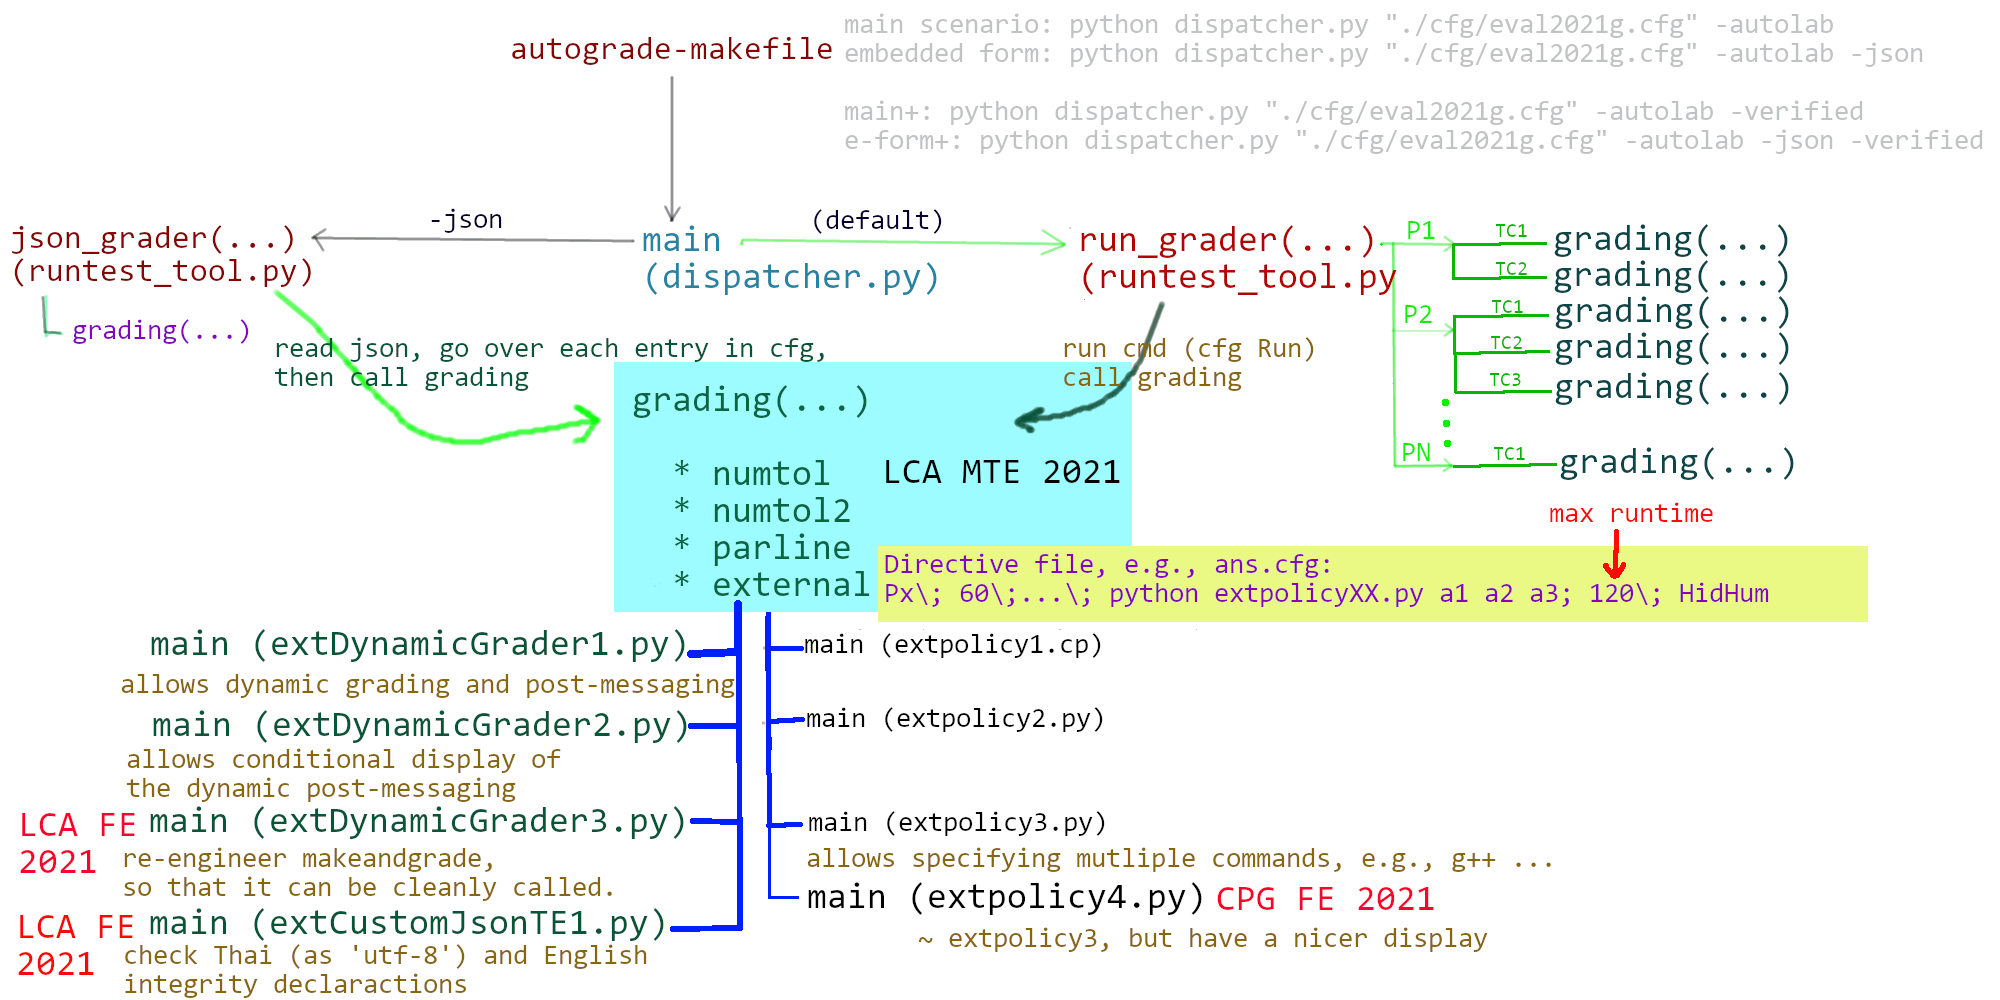 main scenario: python dispatcher.py "./cfg/eval2021g.cfg" -autolab
autograde-makefile
embedded form: python dispatcher.py "./cfg/eval2021g.cfg" -autolab -json
main+: python dispatcher.py "./cfg/eval2021g.cfg" -autolab -verified
e-form+: python dispatcher.py "./cfg/eval2021g.cfg" -autolab -json -verified
json_grader(...)
(runtest_tool.py)
grading(...)
-json
main
(dispatcher.py)
(default)
run_grader(...)
(runtest_tool.py
P1
TC1
grading(...)
TC2
grading(...)
P2
TC1
grading(...)
TC2
grading(...)
TC3
grading(...)
PN
TC1
grading(...)
read json, go over each entry in cfg,
then call grading
run cmd (cfg Run)
call grading
grading(...)
* numtol
* numtol2
* parline
* external
LCA MTE 2021
max runtime
Directive file, e.g., ans.cfg:
Px\; 60\;...\; python extpolicyXX.py a1 a2 a3; 120\; HidHum
main (extDynamicGrader1.py)
allows dynamic grading and post-messaging
main (extDynamicGrader2.py)
allows conditional display of
the dynamic post-messaging
LCA FE
2021
main (extDynamicGrader3.py)
re-engineer makeandgrade,
so that it can be cleanly called.
LCA FE
2021
main (extCustomJsonTE1.py)
check Thai (as 'utf-8') and English
integrity declaractions
main (extpolicy1.cp)
main (extpolicy2.py)
main (extpolicy3.py)
allows specifying mutliple commands, e.g., g++ ...
main (extpolicy4.py)
CPG FE 2021
~ extpolicy3, but have a nicer display